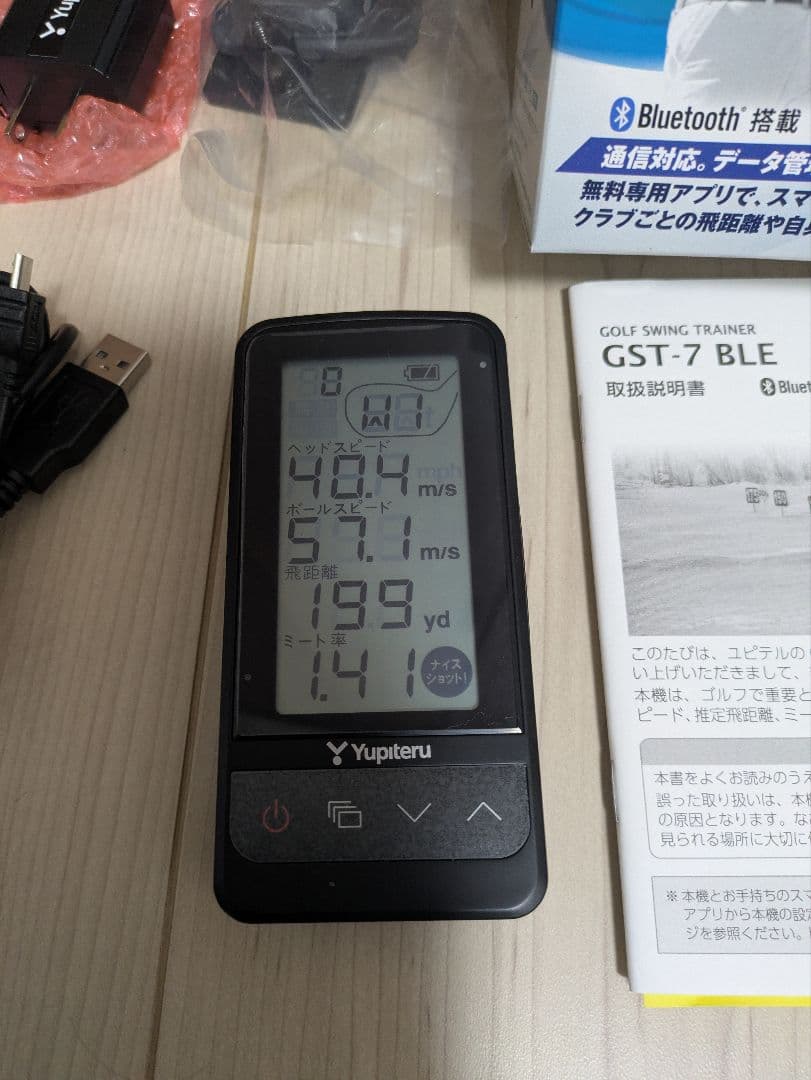 Yup
Bluetooth® 搭載
通信対応。データ管
無料専用アプリで、スマ
クラブごとの飛距離や自
GOLF SWING TRAINER
GST-7 BLE
取扱説明書
Bluet
このたびは、ユピテルの
い上げいただきまして、
本機は、ゴルフで重要と
ピード、推定飛距離、ミー
本書をよくお読みのうえ
誤った取り扱いは、本機
の原因となります。な
見られる場所に大切に
※ 本機とお手持ちのスマ
アプリから本機の設定
ジを参照ください。
0
W1
ヘッドスピード
40.4 m/s
ボールスピード
57.1 m/s
飛距離
199 yd
ミート率
1.41 ナイス
ショット!
Yupiteru